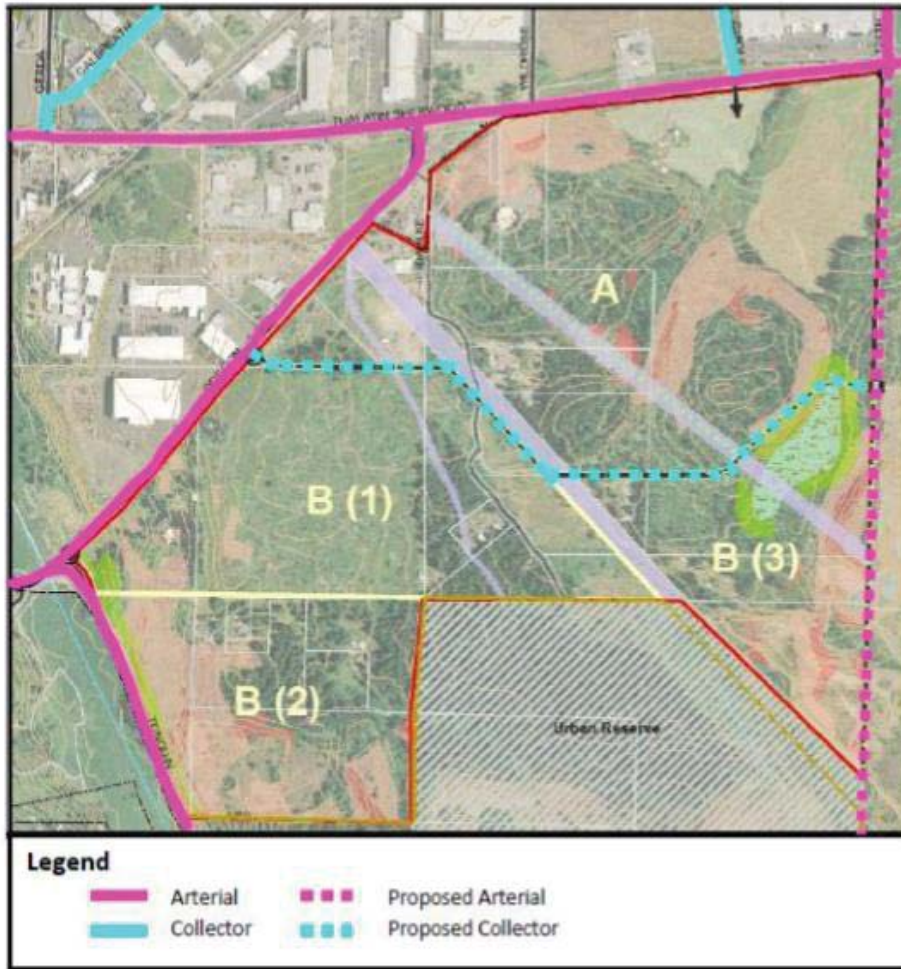 A
B (1)
B (3)
B (2)
Urban Reserve
Legend
Arterial
Proposed Arterial
Collector
Proposed Collector